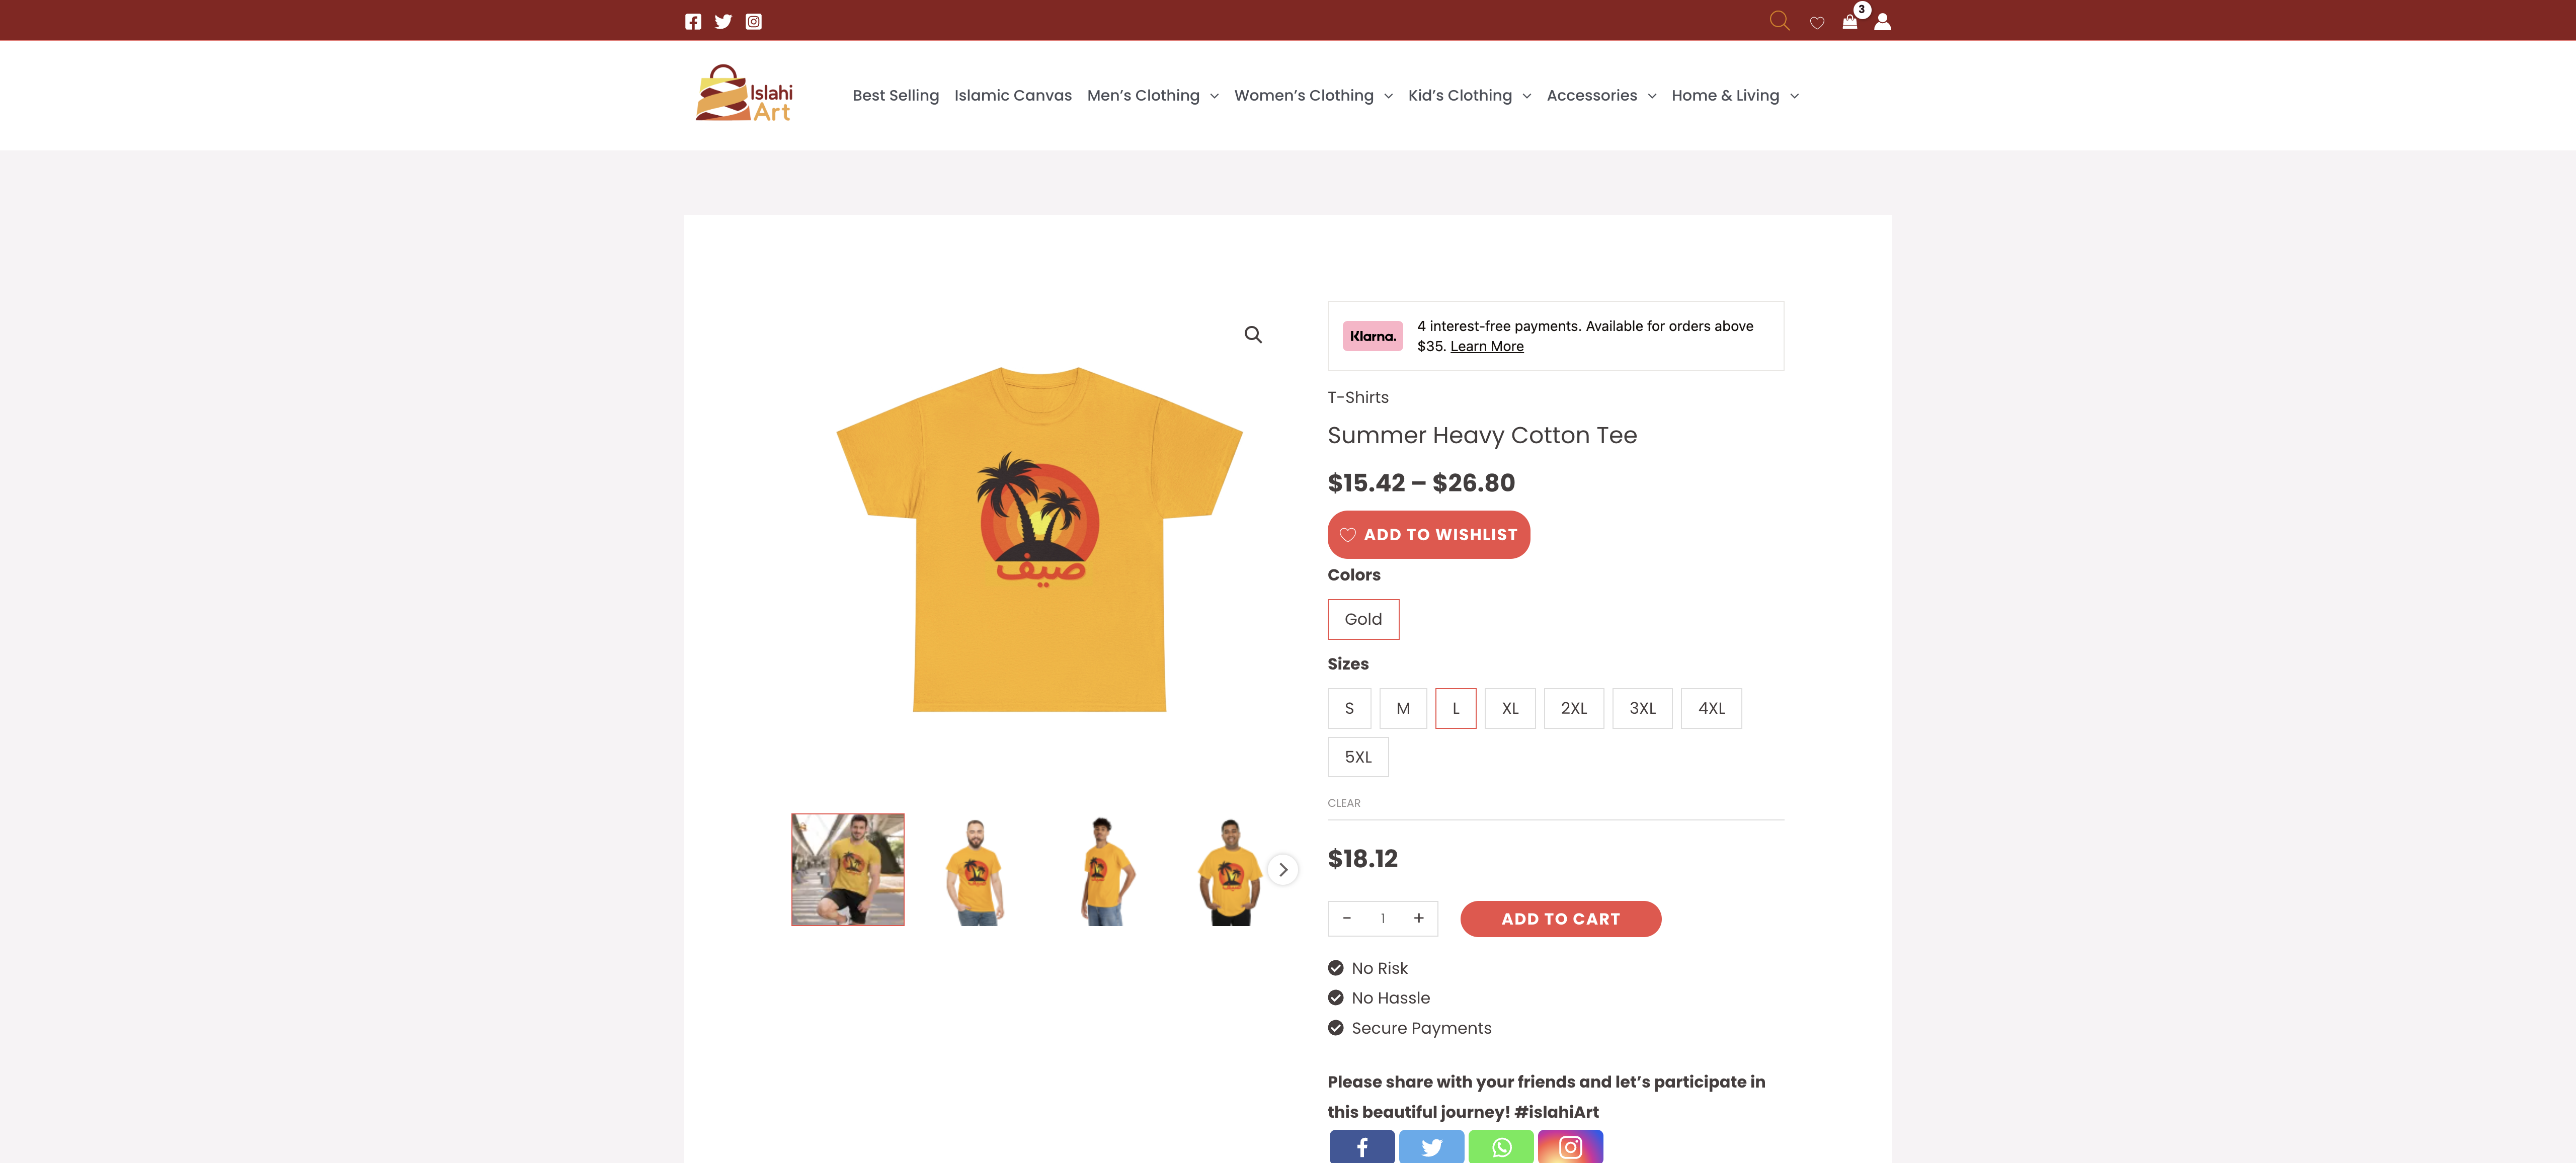 3
Islahi
Art
Best Selling Islamic Canvas Men’s Clothing Women’s Clothing Kid’s Clothing Accessories Home & Living
Klarna.
4 interest-free payments. Available for orders above
$35. Learn More
T-Shirts
Summer Heavy Cotton Tee
$15.42 – $26.80
ADD TO WISHLIST
صيف
Colors
Gold
Sizes
S M L XL 2XL 3XL 4XL
5XL
CLEAR
$18.12
- 1 +
ADD TO CART
No Risk
No Hassle
Secure Payments
Please share with your friends and let’s participate in
this beautiful journey! #islahiArt